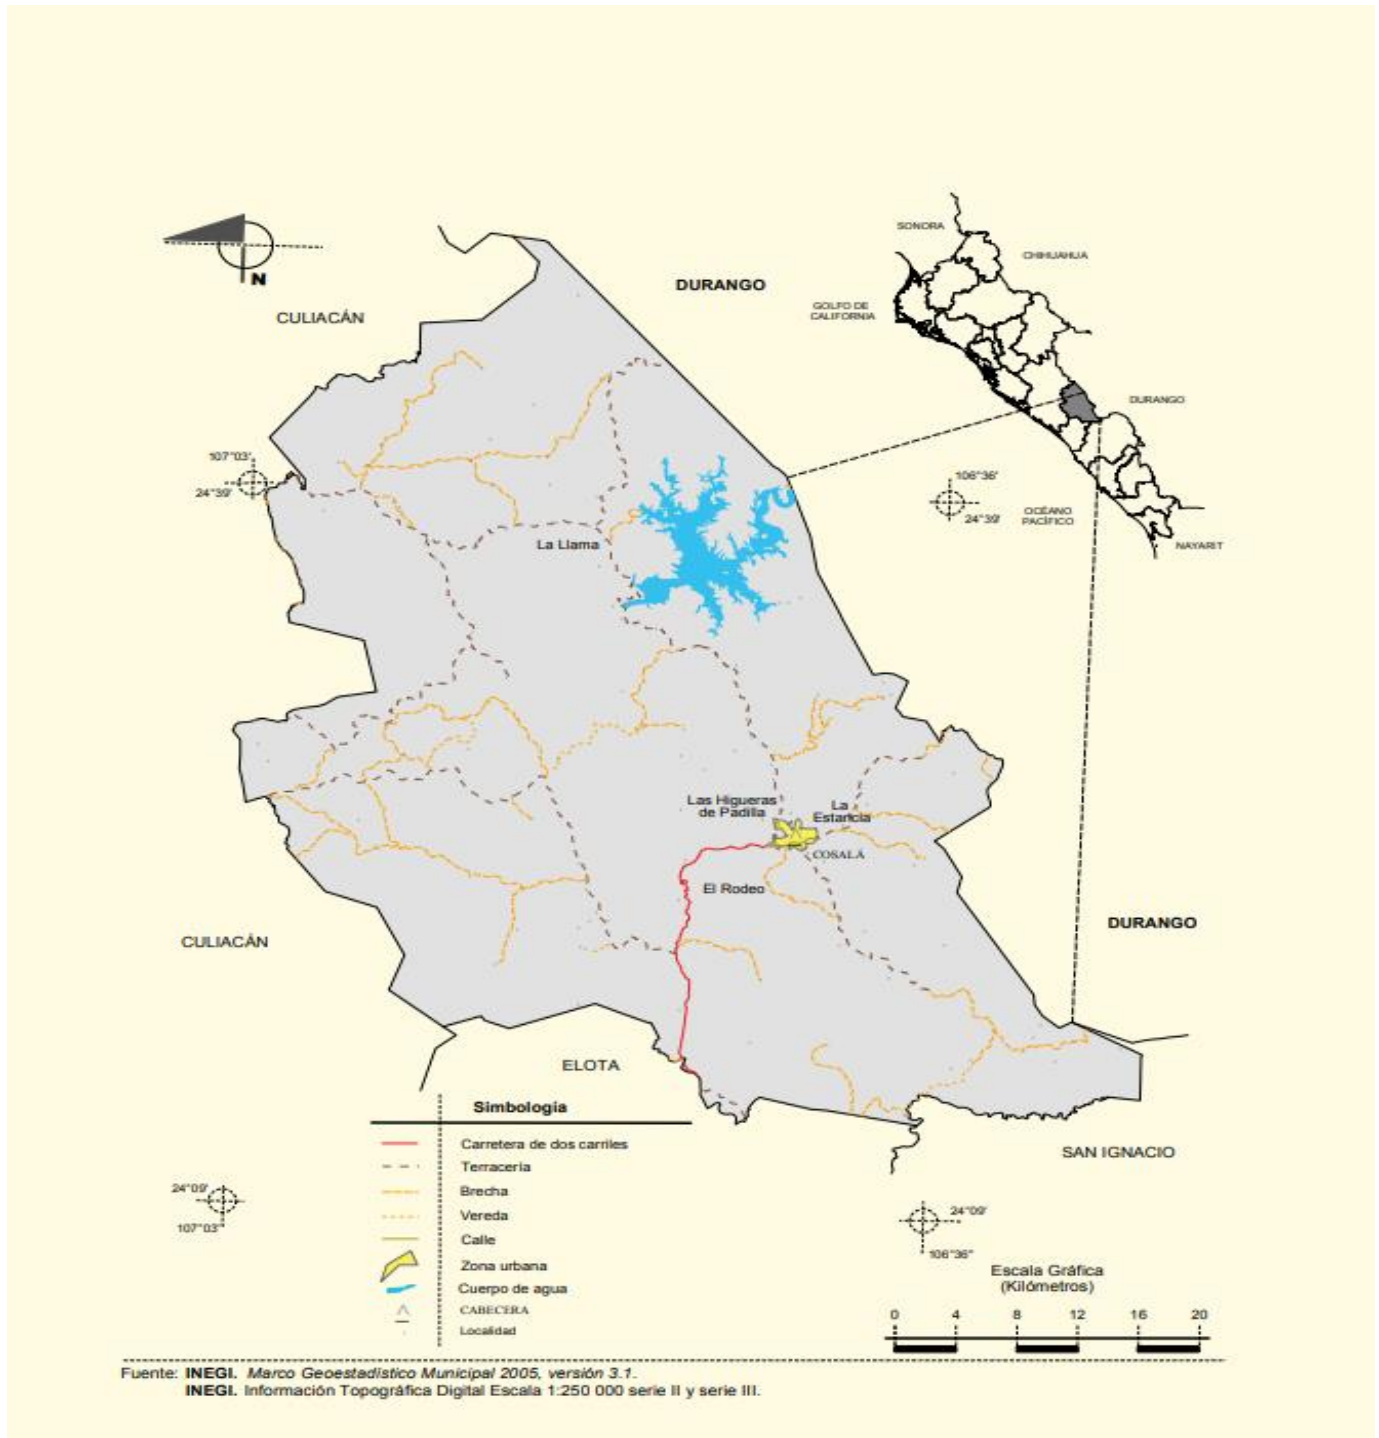 N
SONORA
CHIHUAHUA
DURANGO
GOLFO DE
CALIFORNIA
CULIACÁN
DURANGO
107°03'
24°39'
106°36'
24°39'
OCÉANO
PACÍFICO
NAYARIT
La Llama
Las Higueras
de Padilla
La
Estancia
COSALÁ
El Rodeo
CULIACÁN
DURANGO
ELOTA
SAN IGNACIO
Simbología
Carretera de dos carriles
Terracería
Brecha
Vereda
Calle
Zona urbana
Cuerpo de agua
CABECERA
Localidad
24°09'
107°03'
24°09'
106°36"
Escala Gráfica
(Kilómetros)
0 4 8 12 16 20
Fuente: INEGI. Marco Geoestadístico Municipal 2005, versión 3.1.
INEGI. Información Topográfica Digital Escala 1:250 000 serie II y serie III.